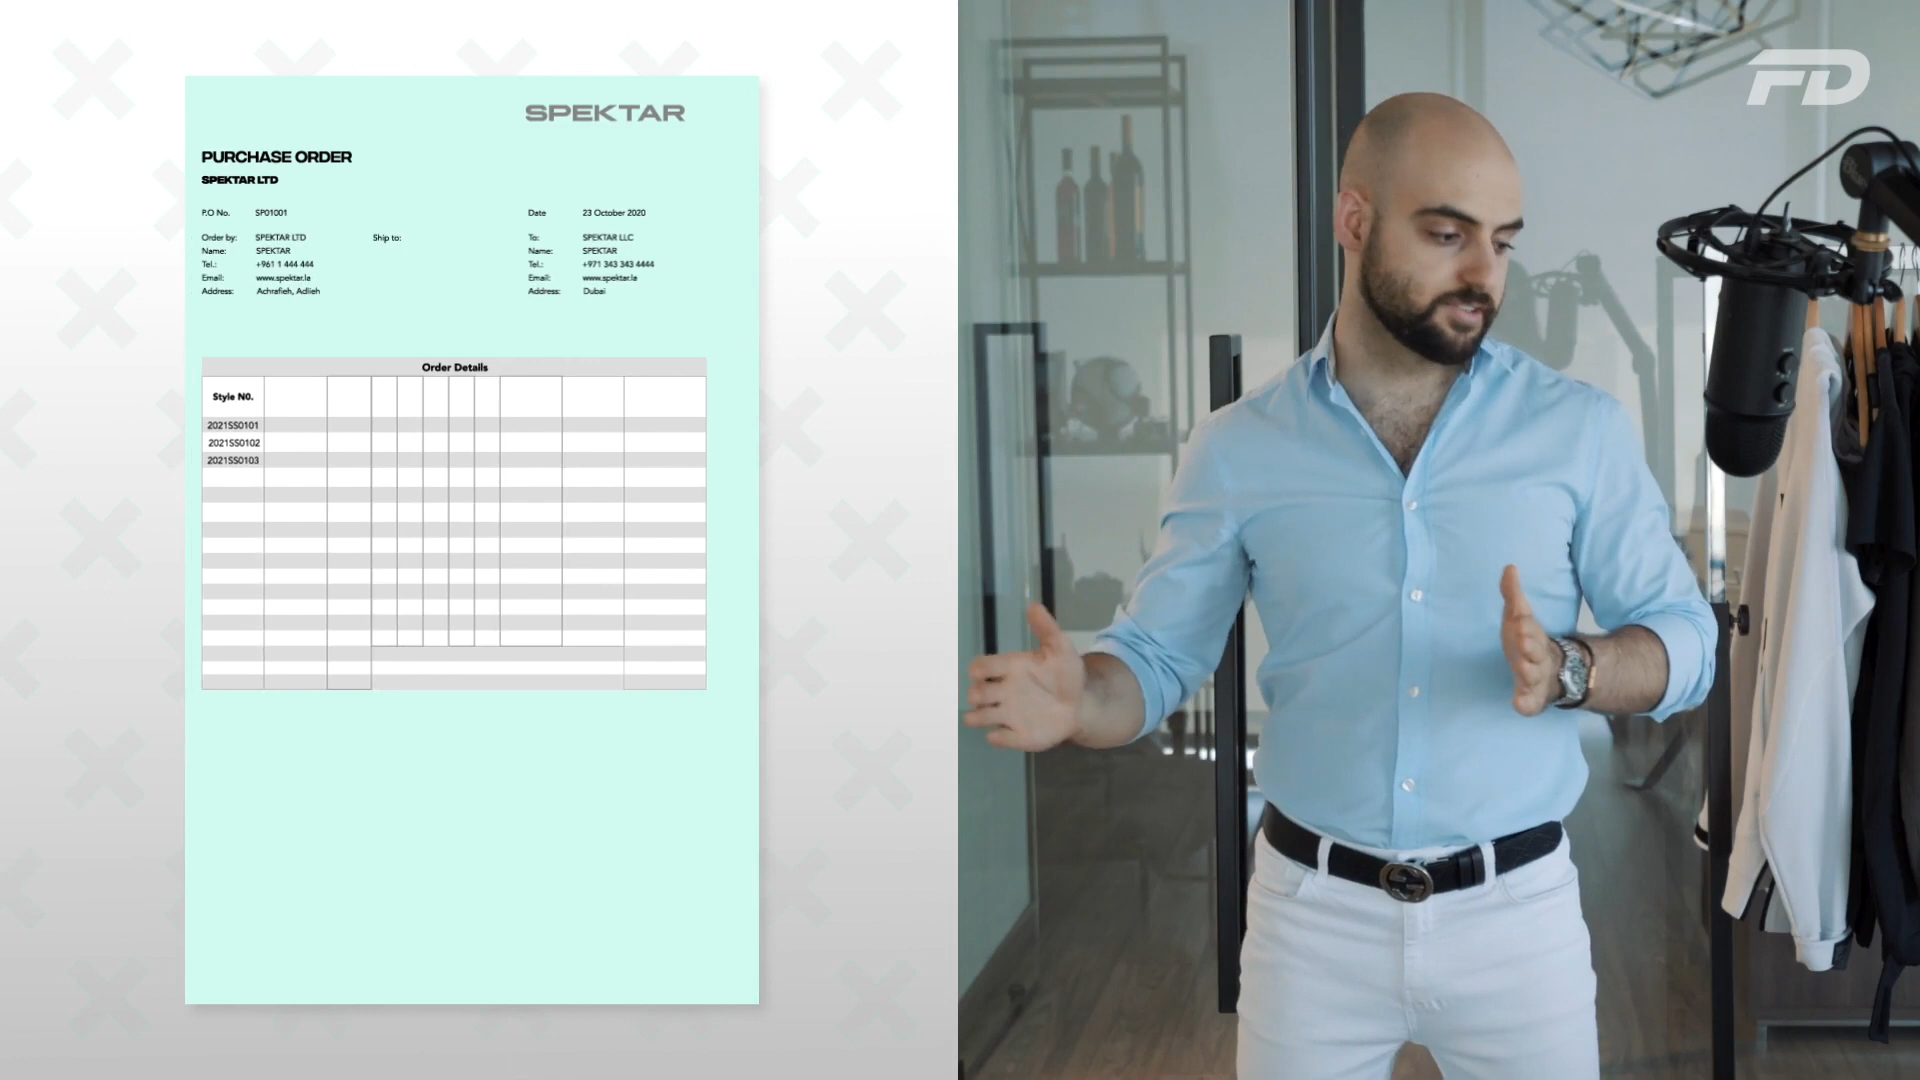 SPEKTAR
PURCHASE ORDER
SPEKTAR LTD
P.O No. SP01001 Date 23 October 2020
Order by: SPEKTAR LTD Ship to: To: SPEKTAR LLC
Name: SPEKTAR Name: SPEKTAR
Tel.: +961 1 444 444 Tel.: +971 343 343 4444
Email: www.spektar.la Email: www.spektar.la
Address: Achrafieh, Adlieh Address: Dubai
Order Details
Style N0.
2021SS0101
2021SS0102
2021SS0103
FD